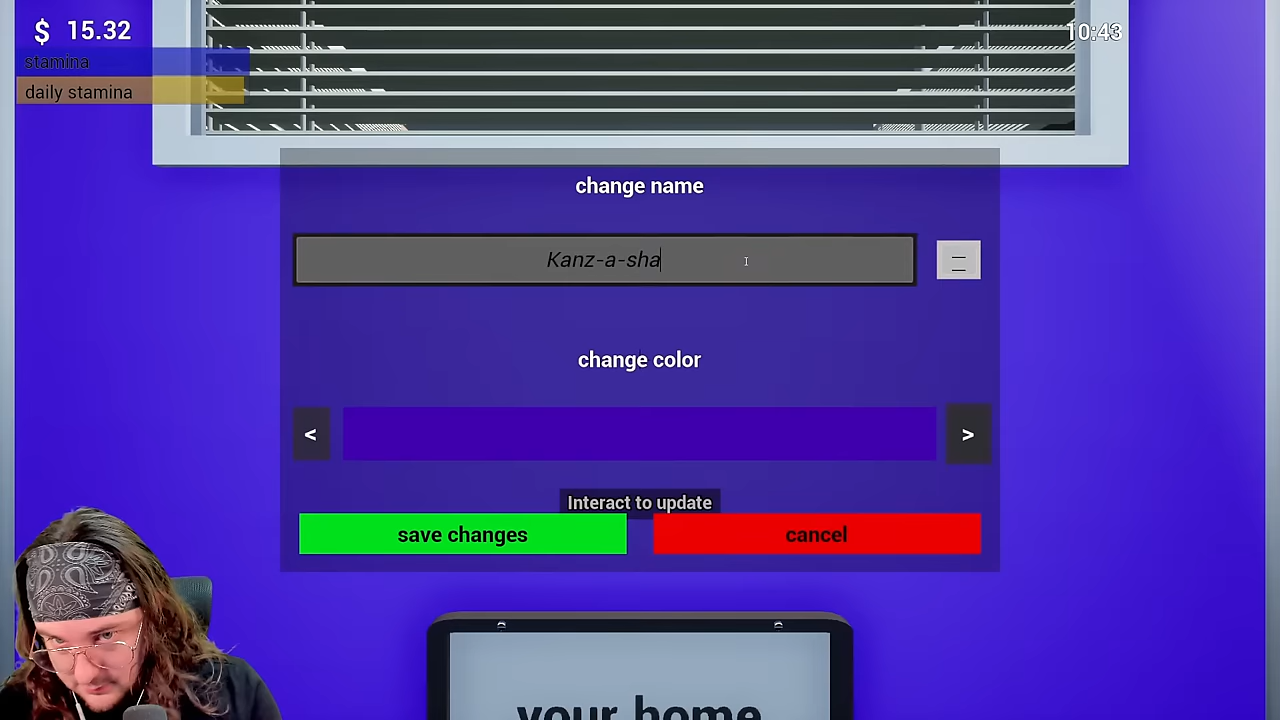 $ 15.32
10:43
stamina
daily stamina
change name
Kanz-a-sha
change color
<
>
Interact to update
save changes
cancel
your home